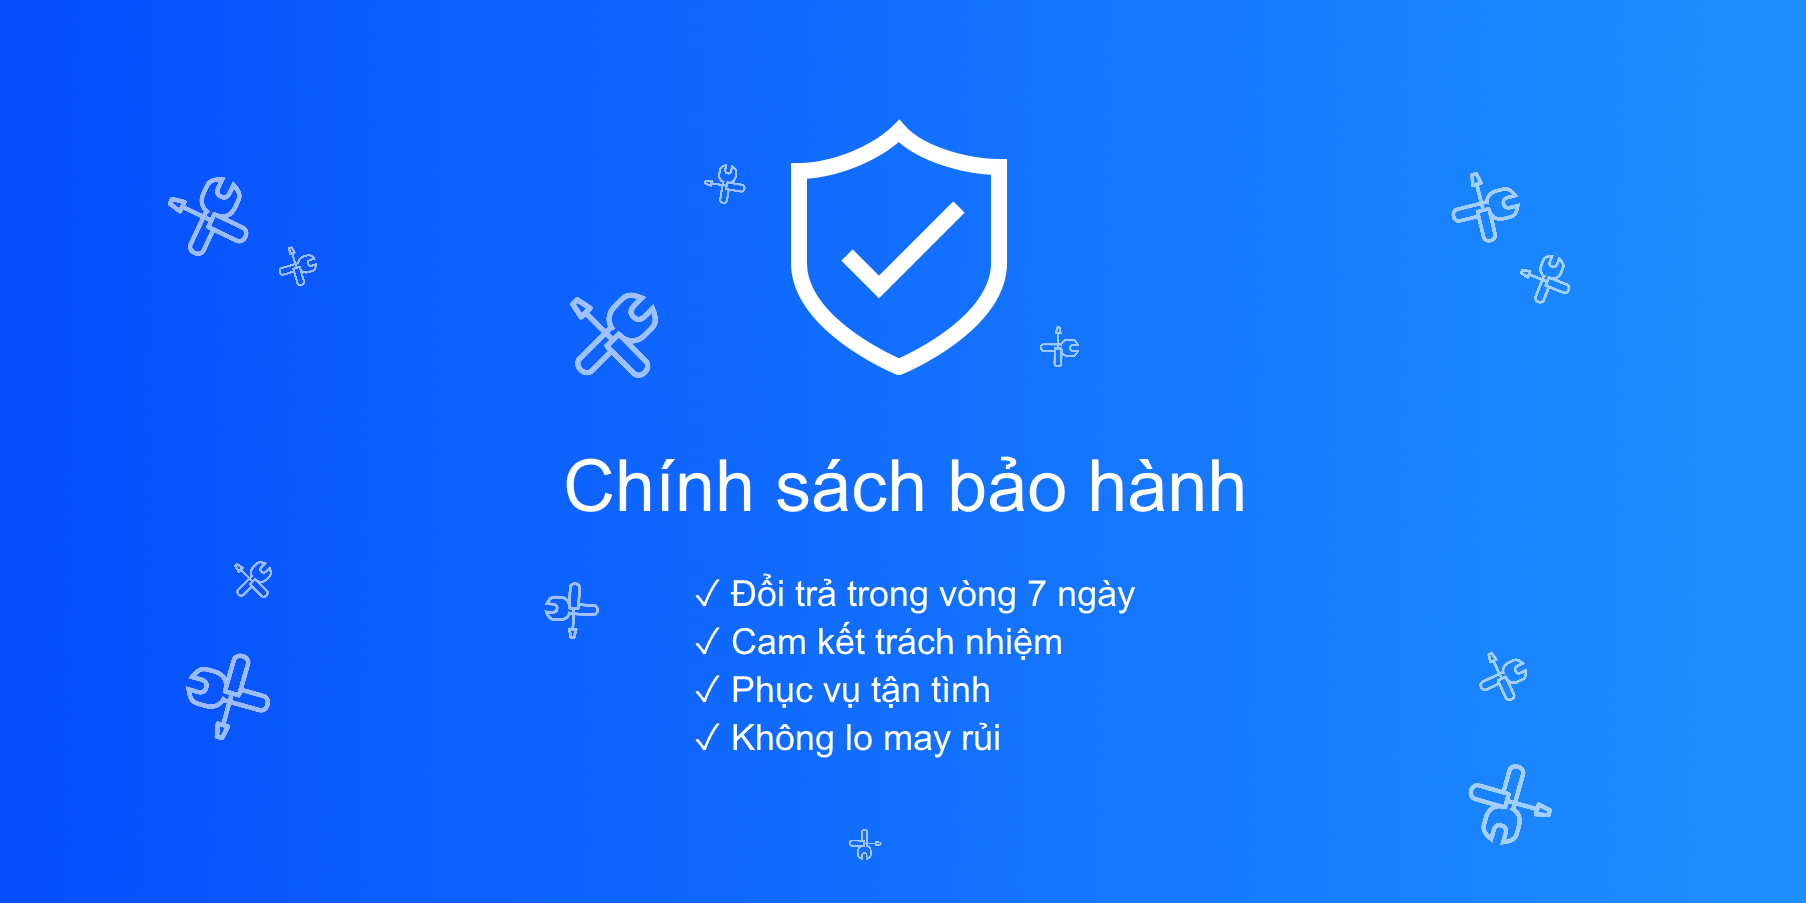 Chính sách bảo hành
✓ Đổi trả trong vòng 7 ngày
✓ Cam kết trách nhiệm
✓ Phục vụ tận tình
✓ Không lo may rủi